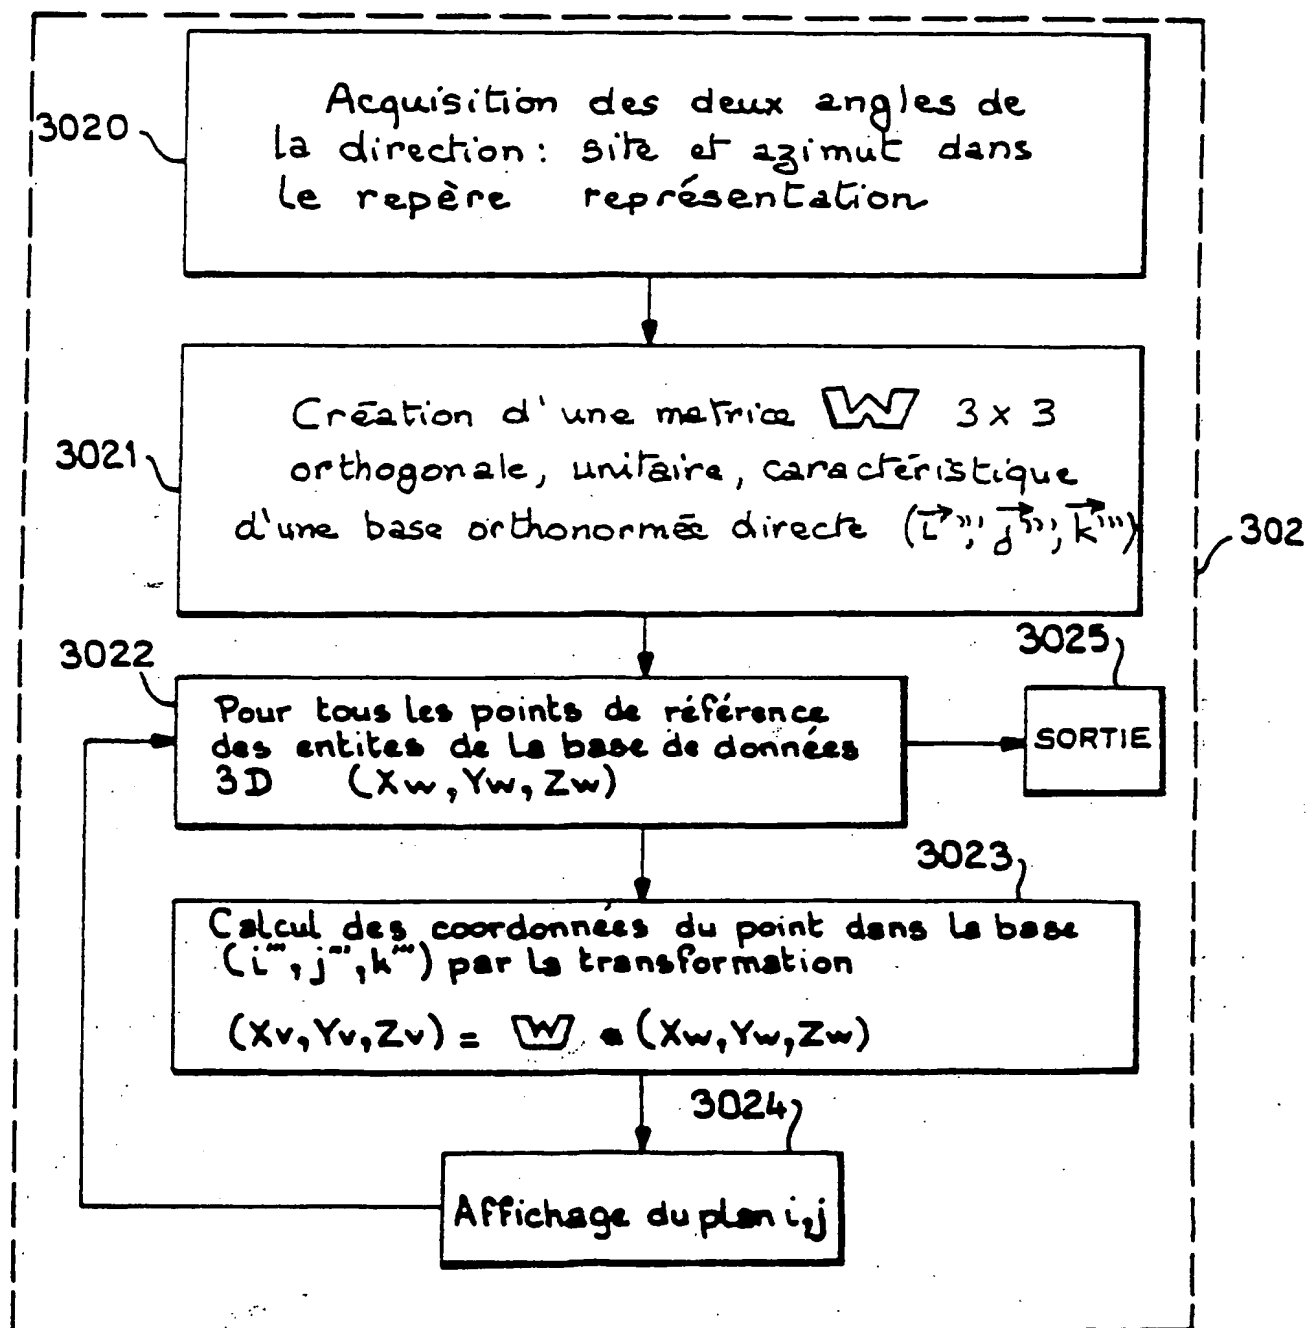 3020
Acquisition des deux angles de
la direction : site et azimut dans
le repère représentation
3021
Création d'une matrice W 3 x 3
orthogonale, unitaire, caractéristique
d'une base orthonormée directe (i''', j''', k''')
302
3022
Pour tous les points de référence
des entites de la base de données
3D (Xw, Yw, Zw)
3025
SORTIE
3023
Calcul des coordonnées du point dans la base
(i''', j''', k''') par la transformation
(Xv, Yv, Zv) = W • (Xw, Yw, Zw)
3024
Affichage du plan i, j